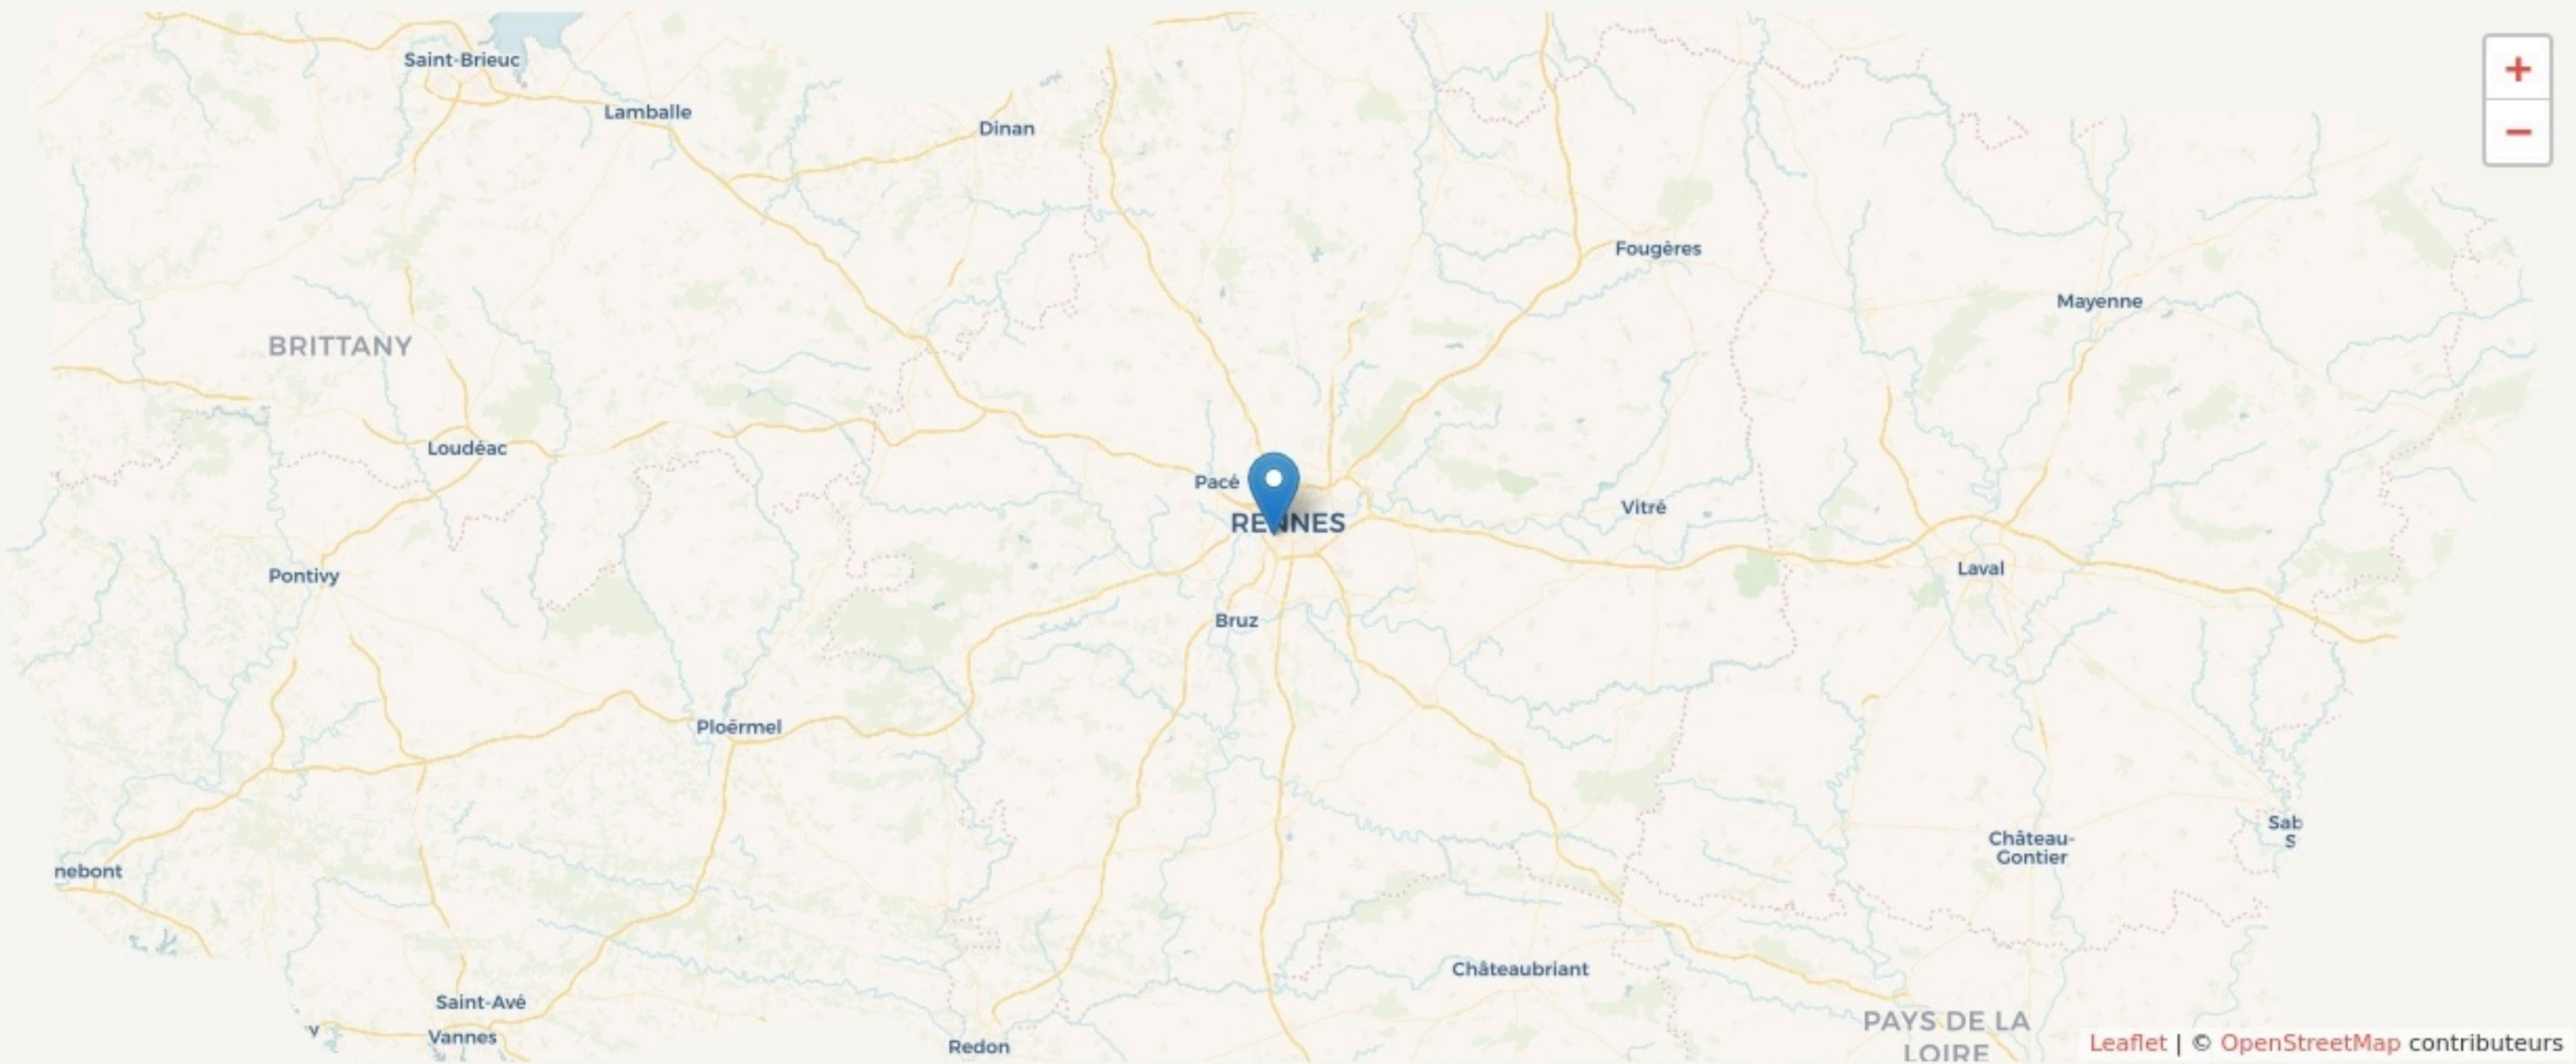 Saint-Brieuc
Lamballe
Dinan
Fougères
Mayenne
BRITTANY
Loudéac
Pacé
RENNES
Vitré
Pontivy
Laval
Bruz
Ploërmel
Sab
S
Château-
Gontier
nebont
Châteaubriant
Saint-Avé
Vannes
y
Redon
PAYS DE LA
LOIRE
+
−
Leaflet | © OpenStreetMap contributeurs